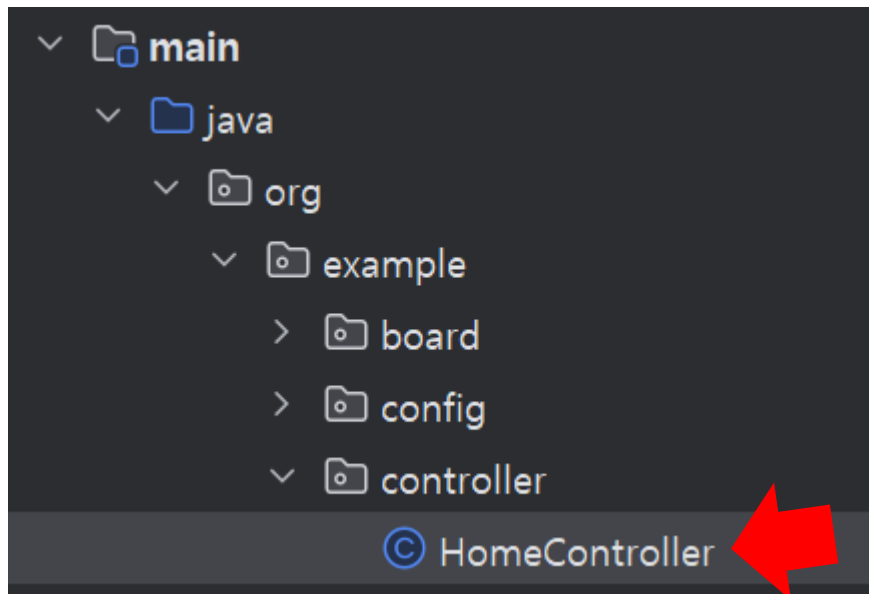 main
java
org
example
board
config
controller
HomeController